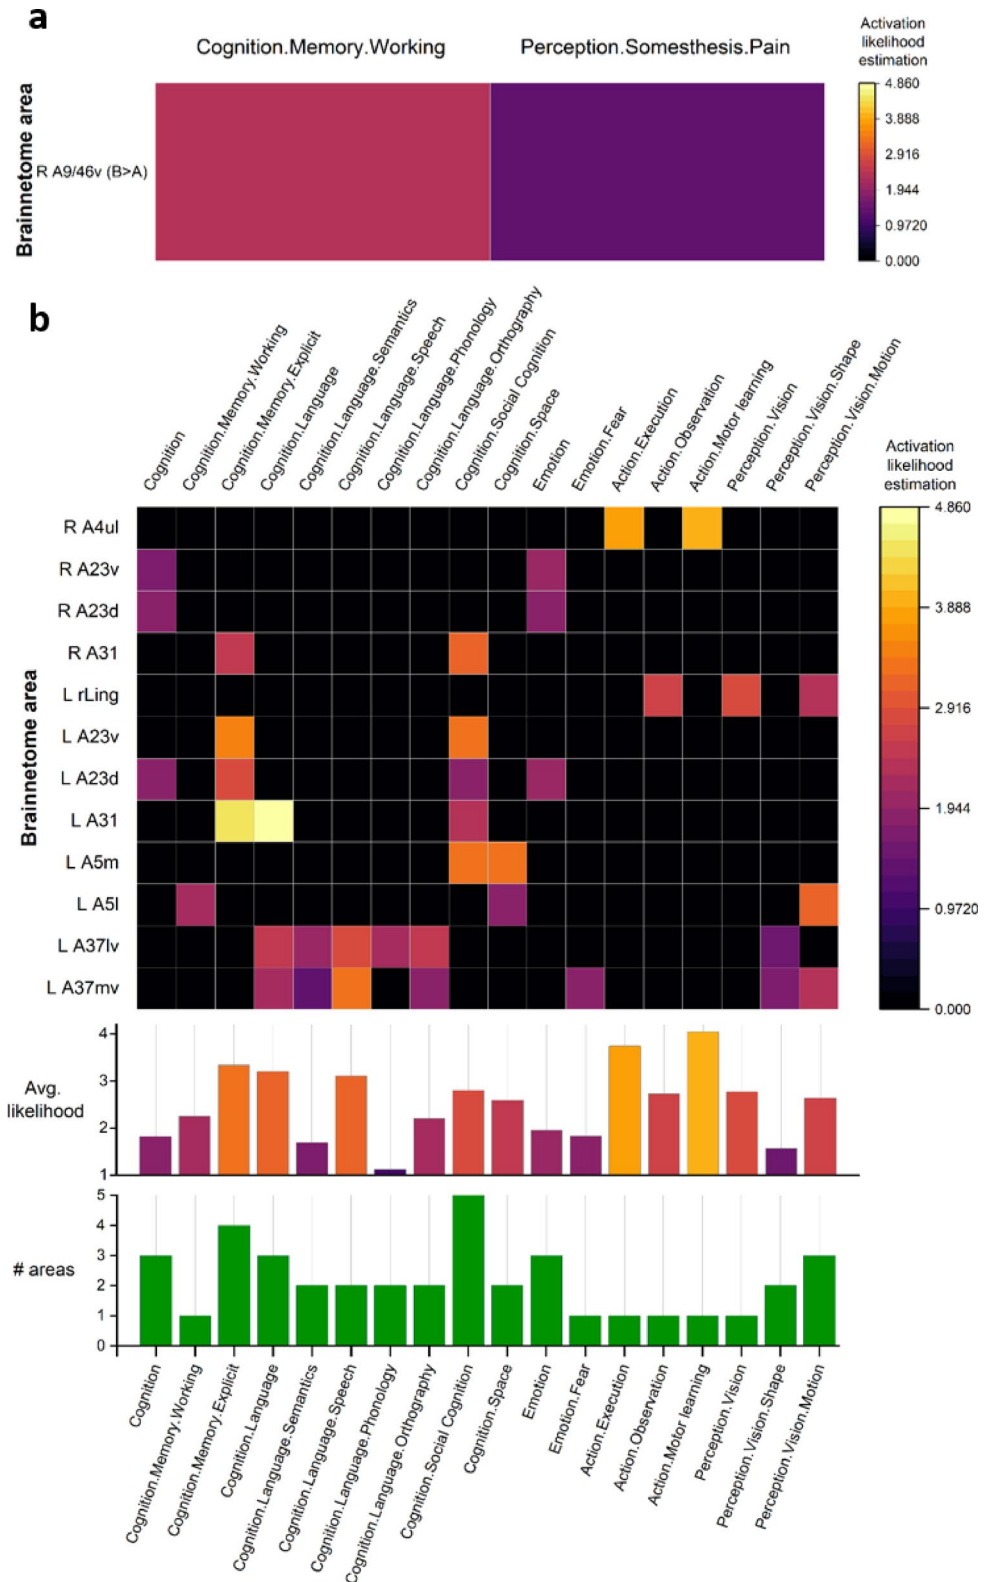 a
Cognition.Memory.Working
Perception.Somesthesis.Pain
Activation
likelihood
estimation
Brainnetome area
R A9/46v (B>A)
4.860
3.888
2.916
1.944
0.9720
0.000
b
Cognition
Cognition.Memory.Working
Cognition.Memory.Explicit
Cognition.Language
Cognition.Language.Semantics
Cognition.Language.Speech
Cognition.Language.Phonology
Cognition.Language.Orthography
Cognition.Social Cognition
Cognition.Space
Emotion
Emotion.Fear
Action.Execution
Action.Observation
Action.Motor learning
Perception.Vision
Perception.Vision.Shape
Perception.Vision.Motion
Activation
likelihood
estimation
Brainnetome area
R A4ul
R A23v
R A23d
R A31
L rLing
L A23v
L A23d
L A31
L A5m
L A5l
L A37lv
L A37mv
4.860
3.888
2.916
1.944
0.9720
0.000
Avg.
likelihood
4
3
2
1
# areas
5
4
3
2
1
0
Cognition
Cognition.Memory.Working
Cognition.Memory.Explicit
Cognition.Language
Cognition.Language.Semantics
Cognition.Language.Speech
Cognition.Language.Phonology
Cognition.Language.Orthography
Cognition.Social Cognition
Cognition.Space
Emotion
Emotion.Fear
Action.Execution
Action.Observation
Action.Motor learning
Perception.Vision
Perception.Vision.Shape
Perception.Vision.Motion